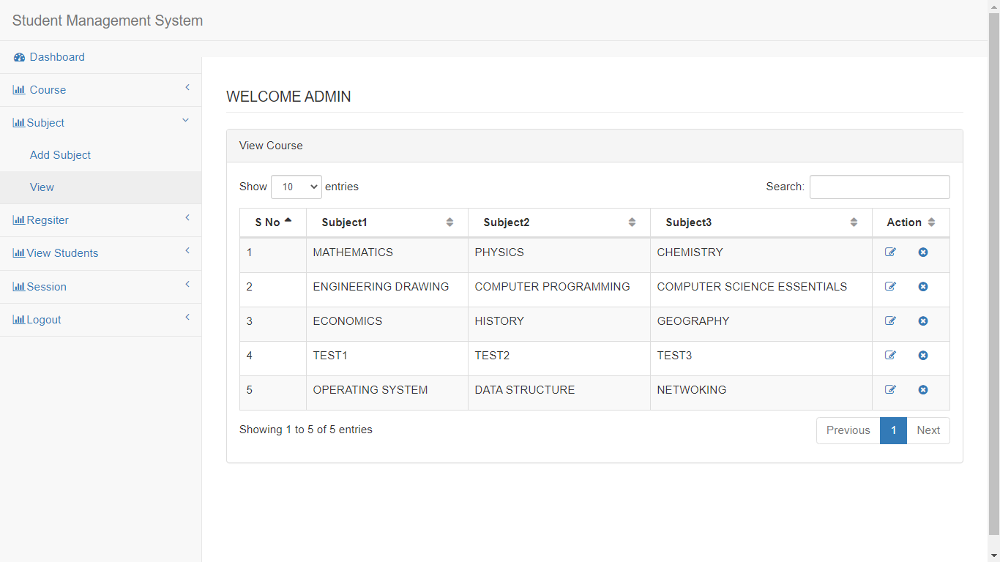 Student Management System
Dashboard
Course
Subject
Add Subject
View
Regsiter
View Students
Session
Logout
WELCOME ADMIN
View Course
Show 10 entries Search:
S No Subject1 Subject2 Subject3 Action
1 MATHEMATICS PHYSICS CHEMISTRY
2 ENGINEERING DRAWING COMPUTER PROGRAMMING COMPUTER SCIENCE ESSENTIALS
3 ECONOMICS HISTORY GEOGRAPHY
4 TEST1 TEST2 TEST3
5 OPERATING SYSTEM DATA STRUCTURE NETWOKING
Showing 1 to 5 of 5 entries Previous 1 Next